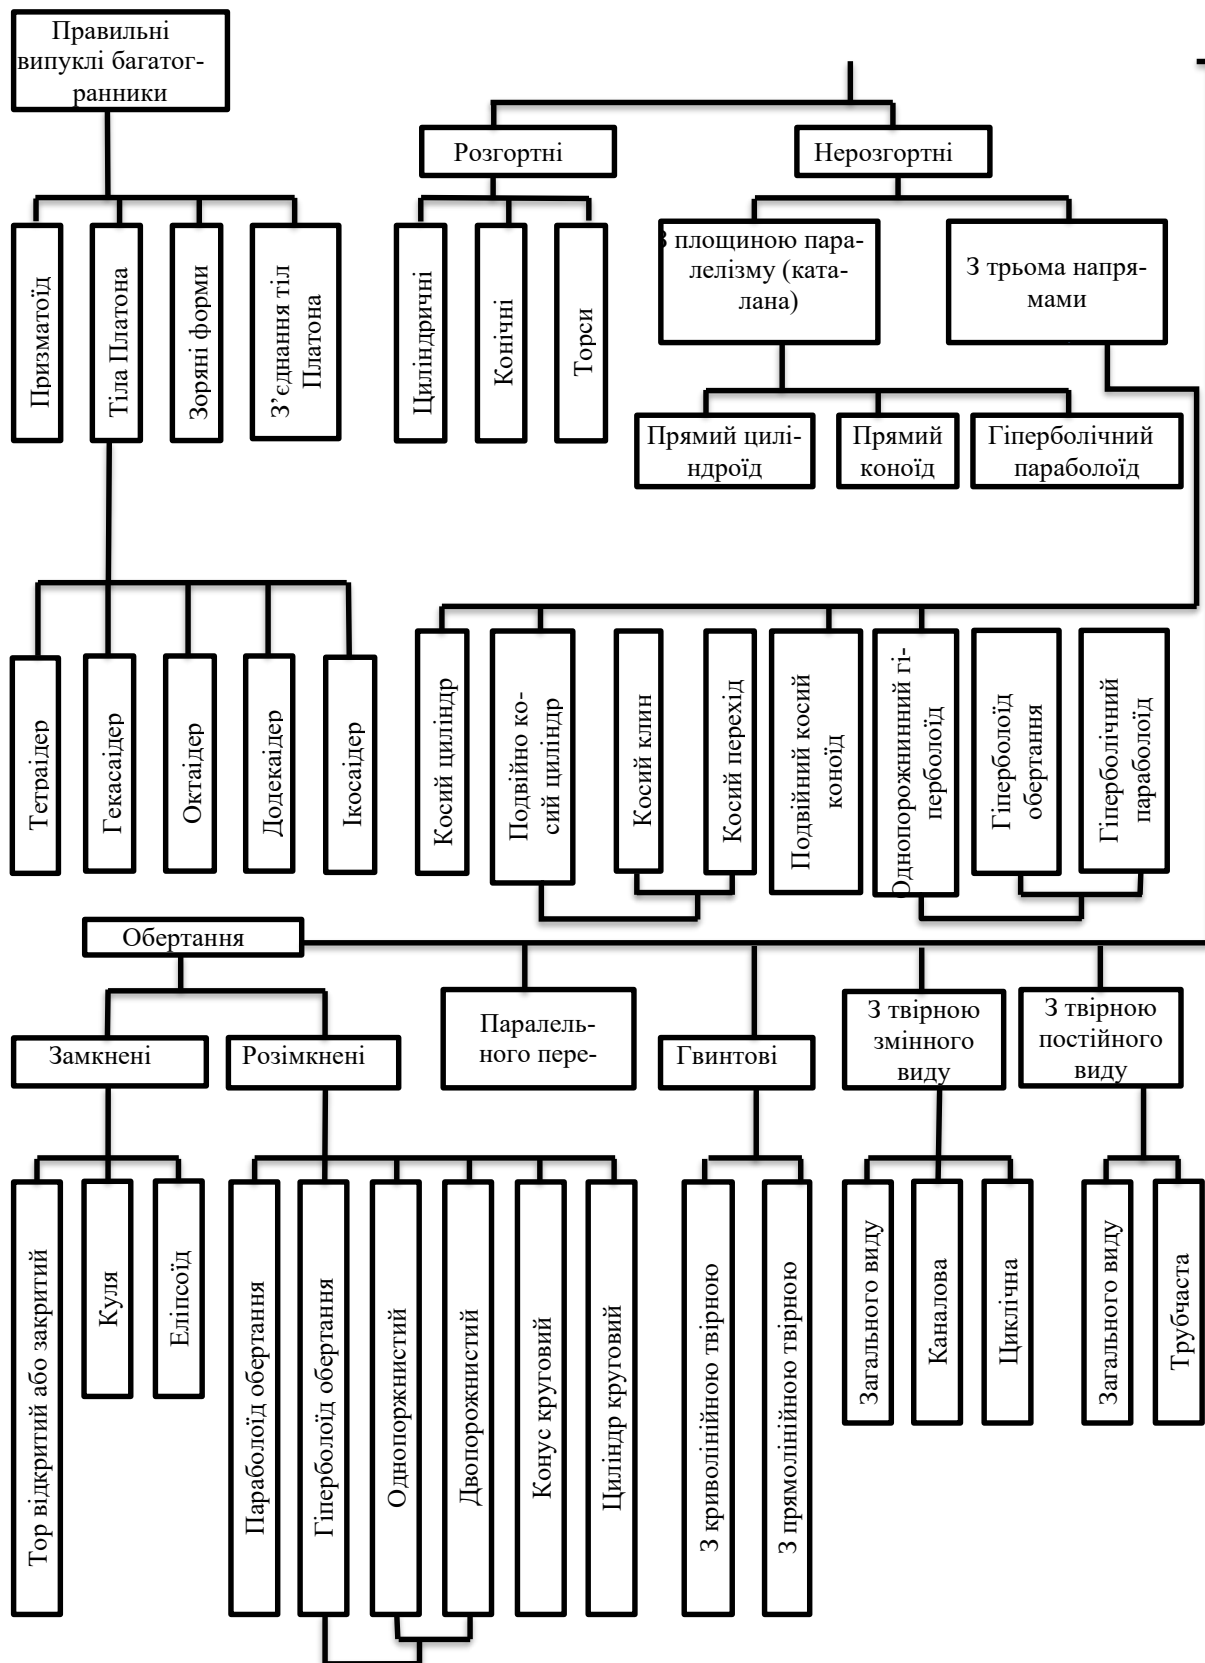 Правильні
випуклі багатог-
ранники
Розгортні
Нерозгортні
Призматоїд
Тіла Платона
Зоряні форми
З’єднання тіл
Платона
Циліндричні
Конічні
Торси
З площиною пара-
лелізму (ката-
лана)
З трьома напря-
мами
Прямий цилі-
ндроїд
Прямий
коноїд
Гіперболічний
параболоїд
Тетраідер
Гекасаідер
Октаідер
Додекаідер
Ікосаідер
Косий циліндр
Подвійно ко-
сий циліндр
Косий клин
Косий перехід
Подвійний косий
коноїд
Однопорожнинний гі-
перболоїд
Гіперболоїд
обертання
Гіперболічний
параболоїд
Обертання
Замкнені
Розімкнені
Паралель-
ного пере-
Гвинтові
З твірною
змінного
виду
З твірною
постійного
виду
Тор відкритий або закритий
Куля
Еліпсоїд
Параболоїд обертання
Гіперболоїд обертання
Однопоржнистий
Двопорожнистий
Конус круговий
Циліндр круговий
З криволінійною твірною
З прямолінійною твірною
Загального виду
Каналова
Циклічна
Загального виду
Трубчаста